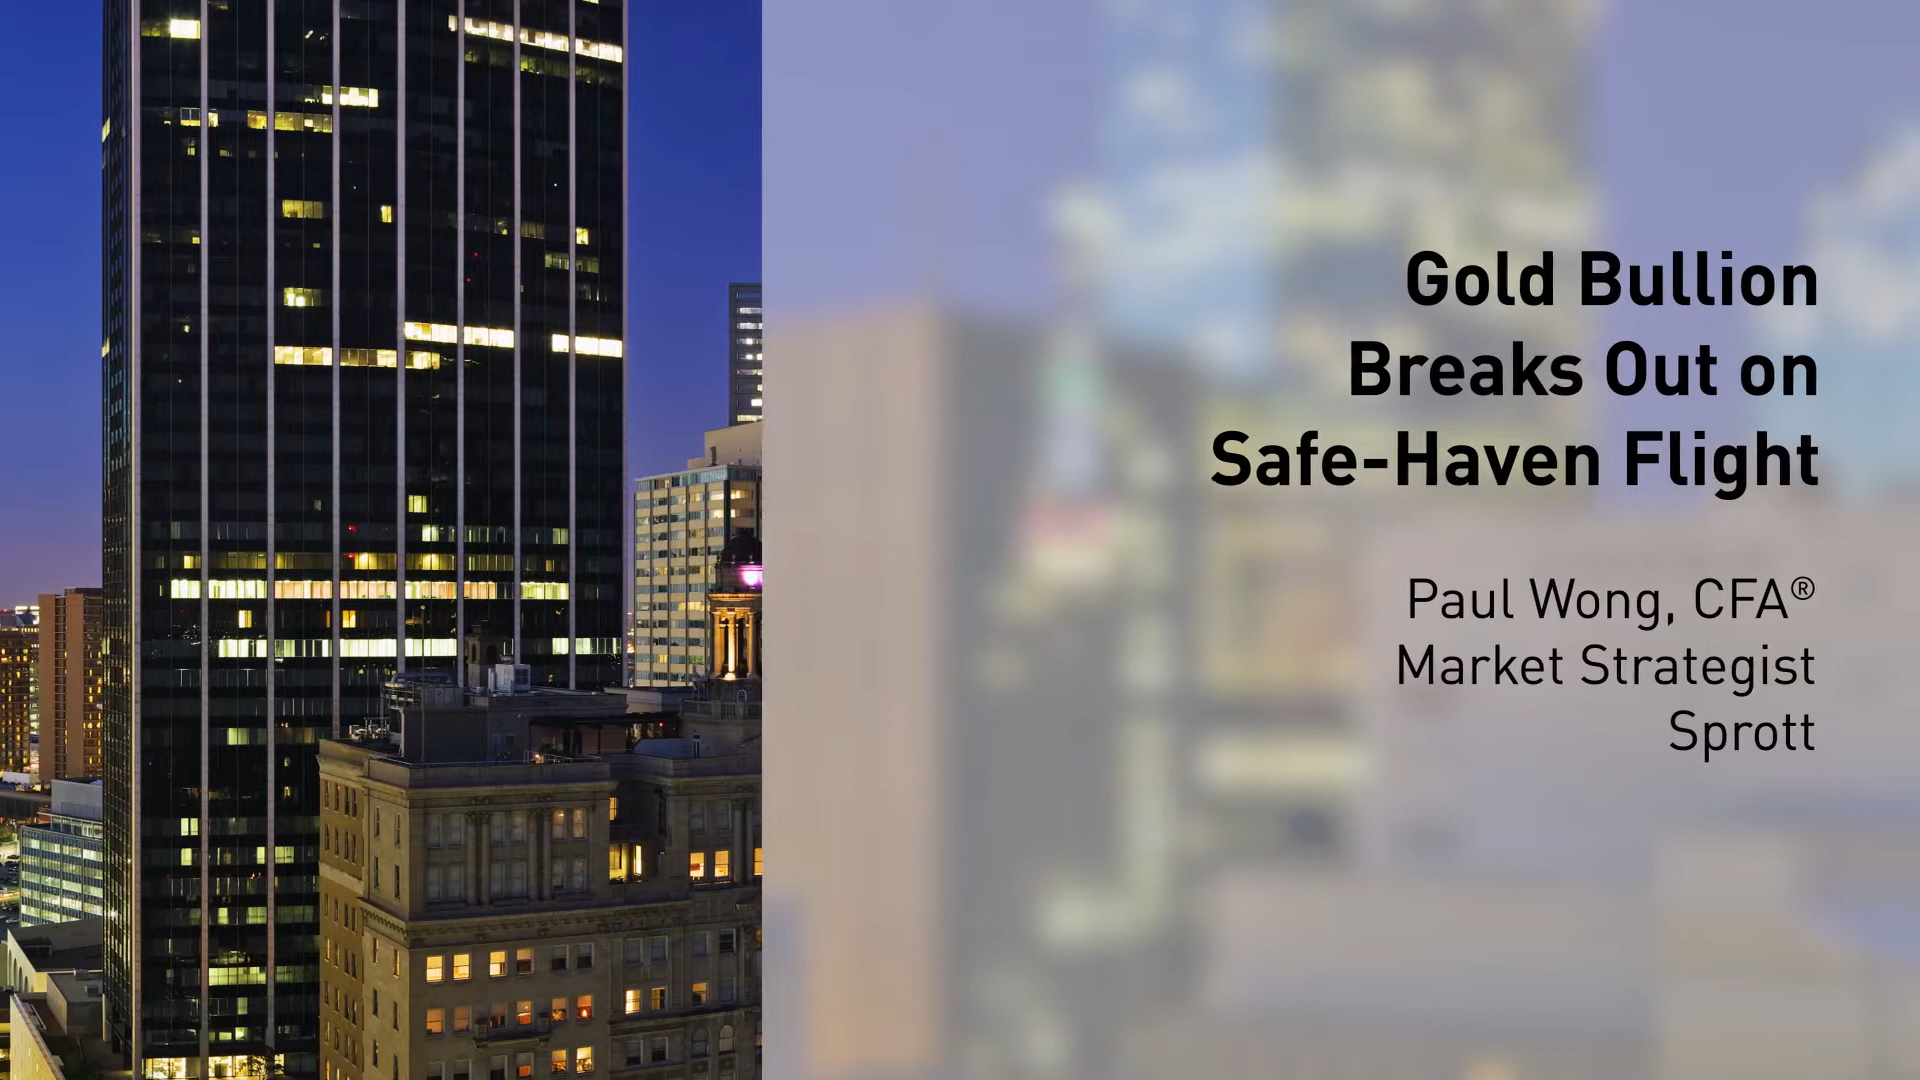 Gold Bullion
Breaks Out on
Safe-Haven Flight
Paul Wong, CFA®
Market Strategist
Sprott